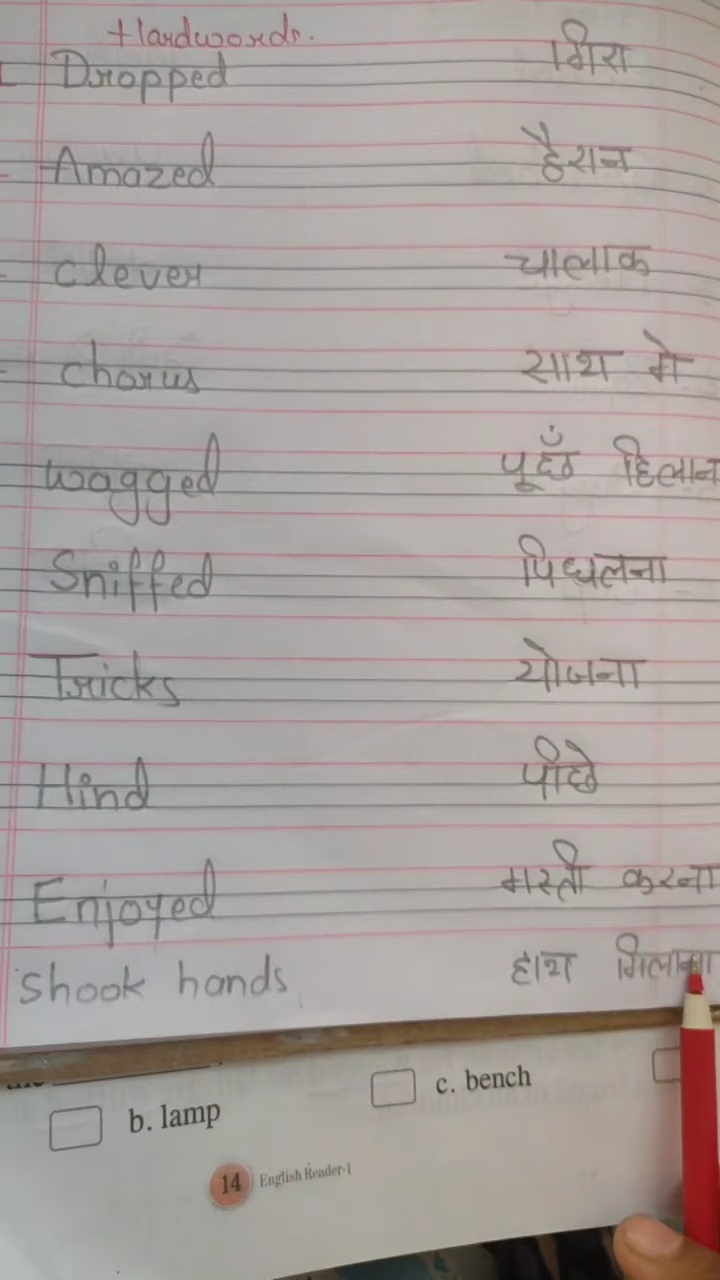 Hardwords.
Dropped गिरा
Amazed हैरान
clever चालाक
chorus साथ मे
wagged पूँछ हिलान
Sniffed पिघलना
Tricks योजना
Hind पीछे
Enjoyed मस्ती करना
Shook hands हाथ मिलाना
b. lamp c. bench
14 English Reader-1